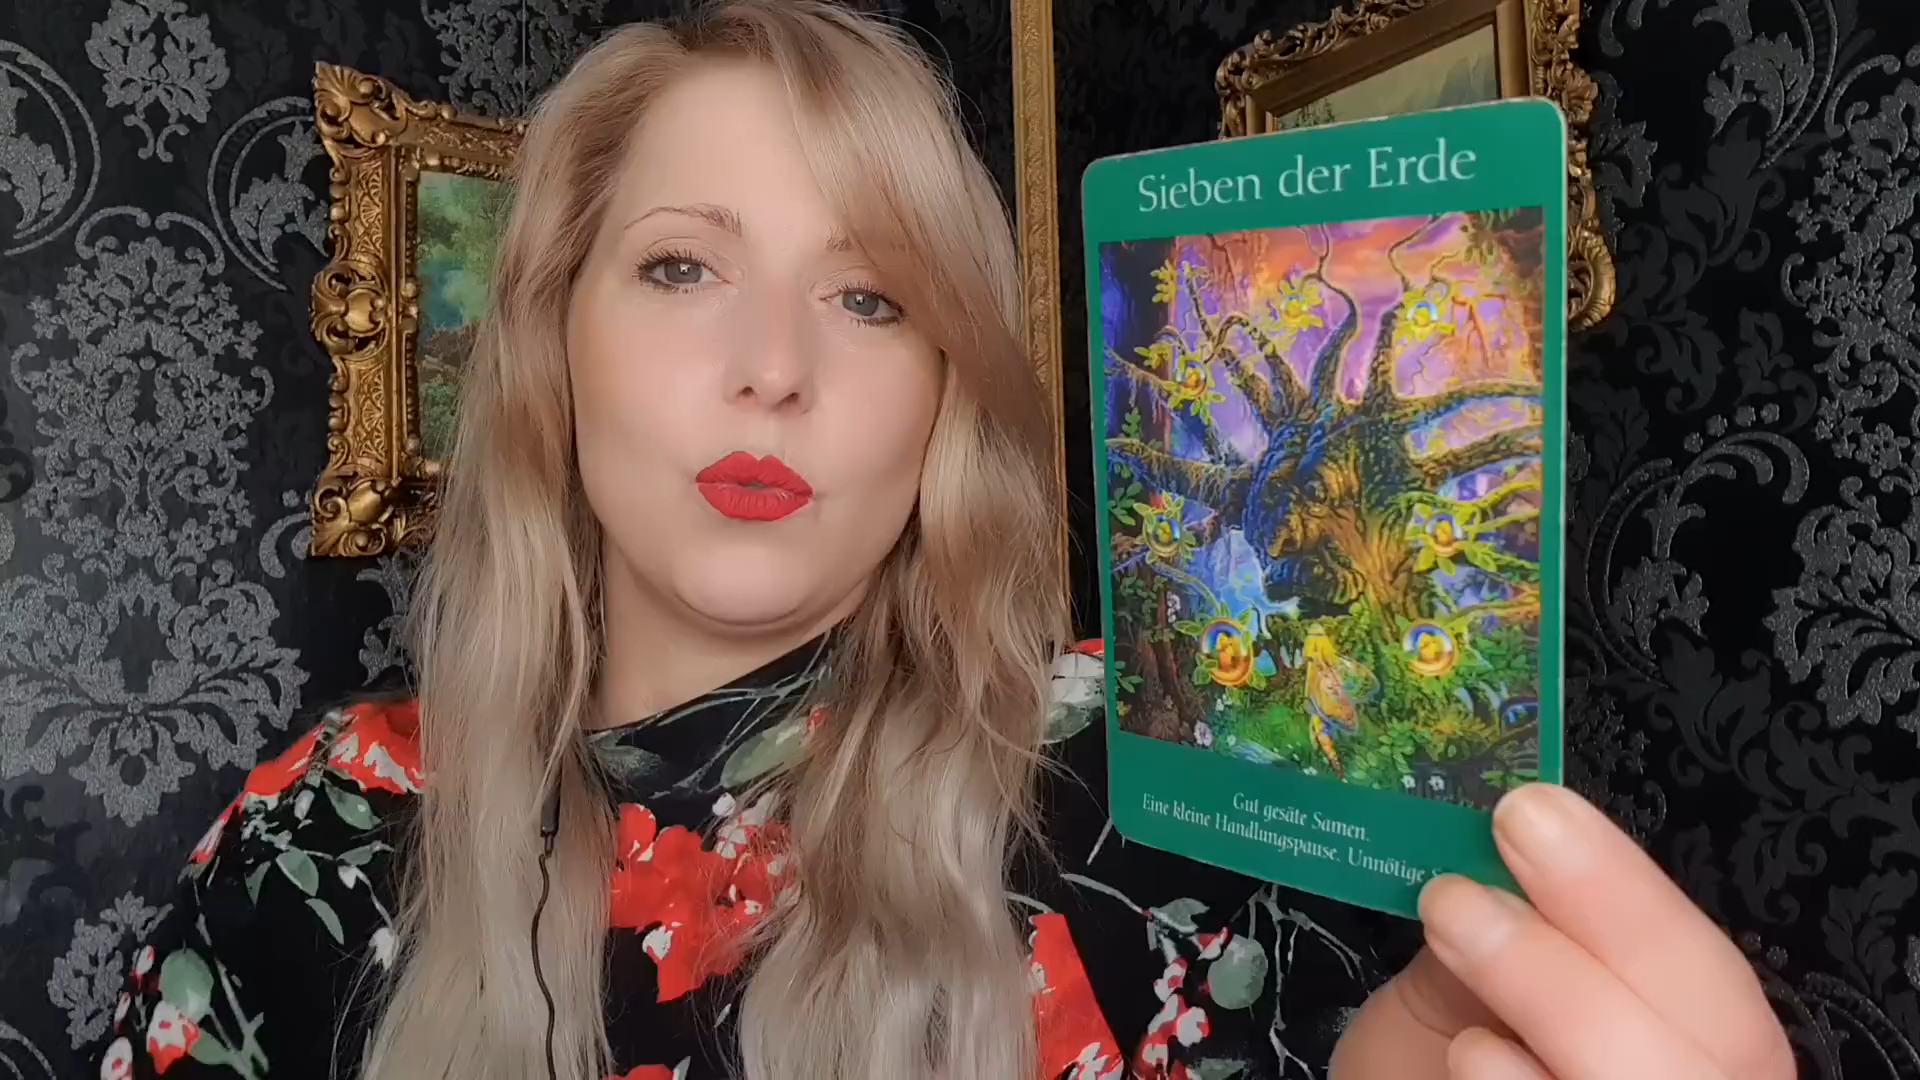 Sieben der Erde
Gut gesäte Samen.
Eine kleine Handlungspause. Unnötige